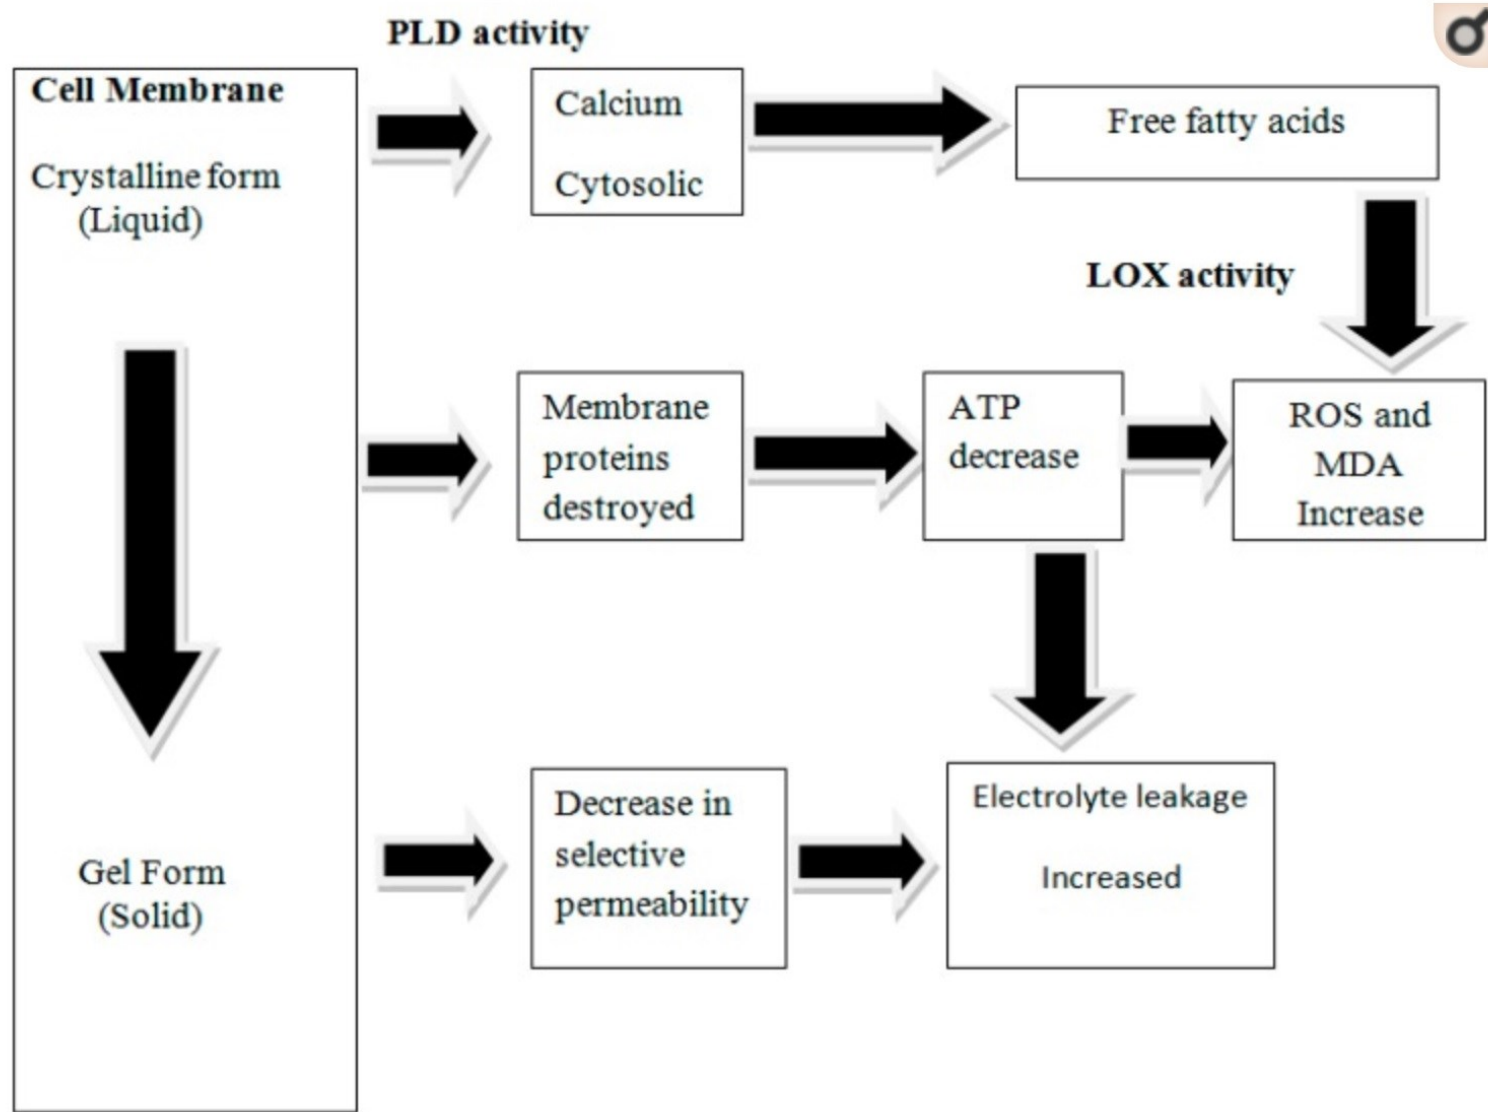 PLD activity
Cell Membrane
Crystalline form
(Liquid)
Gel Form
(Solid)
Calcium
Cytosolic
Free fatty acids
LOX activity
Membrane
proteins
destroyed
ATP
decrease
ROS and
MDA
Increase
Decrease in
selective
permeability
Electrolyte leakage
Increased